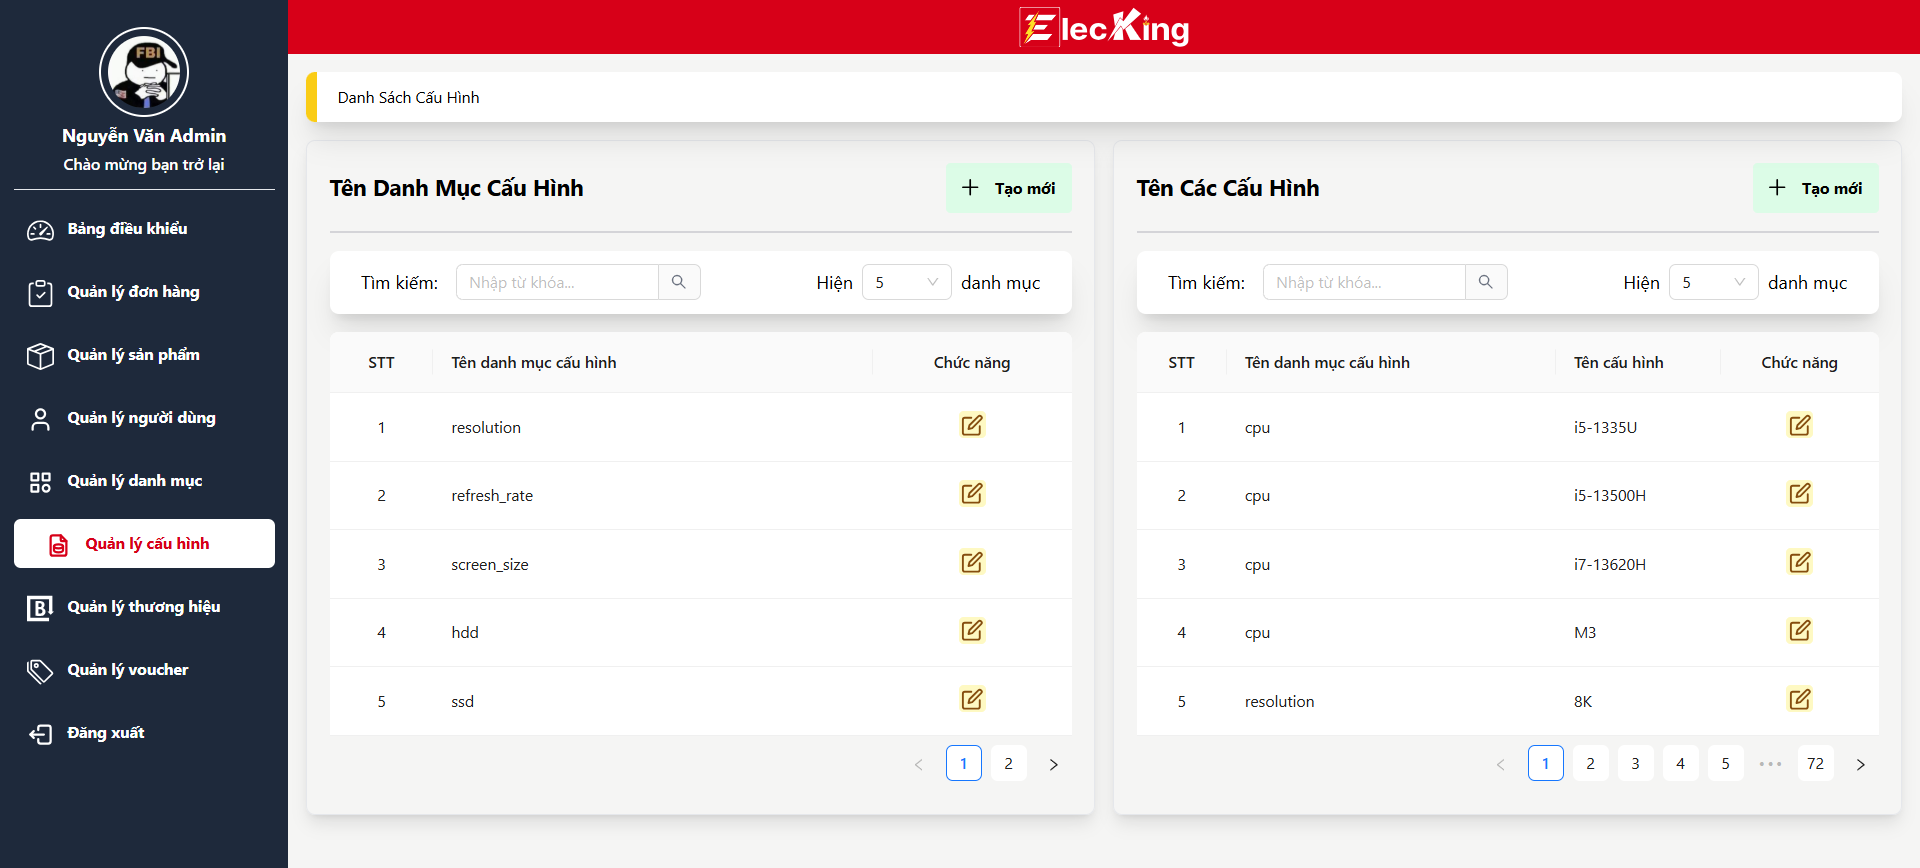 FBI
Nguyễn Văn Admin
Chào mừng bạn trở lại
Bảng điều khiểu
Quản lý đơn hàng
Quản lý sản phẩm
Quản lý người dùng
Quản lý danh mục
Quản lý cấu hình
Quản lý thương hiệu
Quản lý voucher
Đăng xuất
ElecKing
Danh Sách Cấu Hình
Tên Danh Mục Cấu Hình
Tạo mới
Tìm kiếm: Nhập từ khóa... Hiện 5 danh mục
STT Tên danh mục cấu hình Chức năng
1 resolution
2 refresh_rate
3 screen_size
4 hdd
5 ssd
< 1 2 >
Tên Các Cấu Hình
Tạo mới
Tìm kiếm: Nhập từ khóa... Hiện 5 danh mục
STT Tên danh mục cấu hình Tên cấu hình Chức năng
1 cpu i5-1335U
2 cpu i5-13500H
3 cpu i7-13620H
4 cpu M3
5 resolution 8K
< 1 2 3 4 5 ••• 72 >